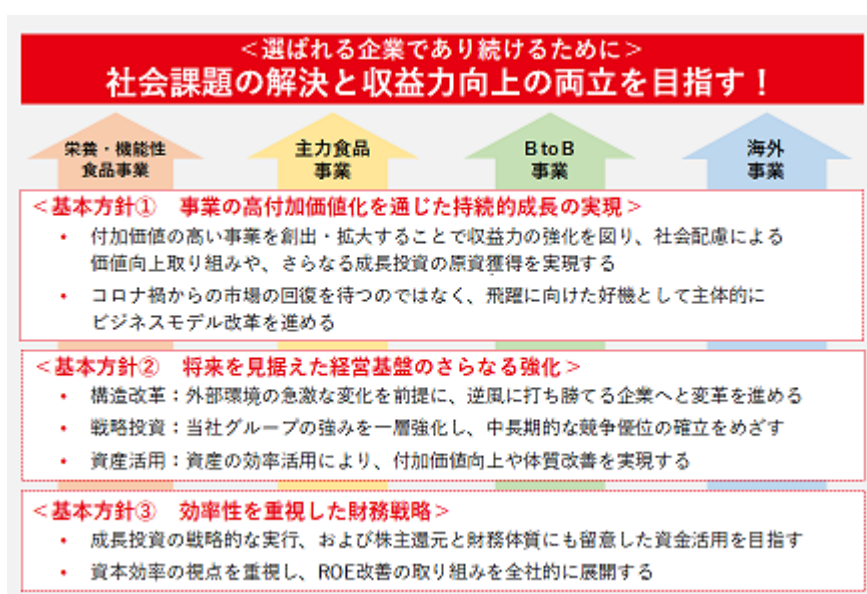 <選ばれる企業であり続けるために>
社会課題の解決と収益力向上の両立を目指す！
栄養・機能性
食品事業
主力食品
事業
BtoB
事業
海外
事業
<基本方針① 事業の高付加価値化を通じた持続的成長の実現>
• 付加価値の高い事業を創出・拡大することで収益力の強化を図り、社会配慮による
価値向上取り組みや、さらなる成長投資の原資獲得を実現する
• コロナ禍からの市場の回復を待つのではなく、飛躍に向けた好機として主体的に
ビジネスモデル改革を進める
<基本方針② 将来を見据えた経営基盤のさらなる強化>
• 構造改革：外部環境の急激な変化を前提に、逆風に打ち勝てる企業へと変革を進める
• 戦略投資：当社グループの強みを一層強化し、中長期的な競争優位の確立をめざす
• 資産活用：資産の効率活用により、付加価値向上や体質改善を実現する
<基本方針③ 効率性を重視した財務戦略>
• 成長投資の戦略的な実行、および株主還元と財務体質にも留意した資金活用を目指す
• 資本効率の視点を重視し、ROE改善の取り組みを全社的に展開する